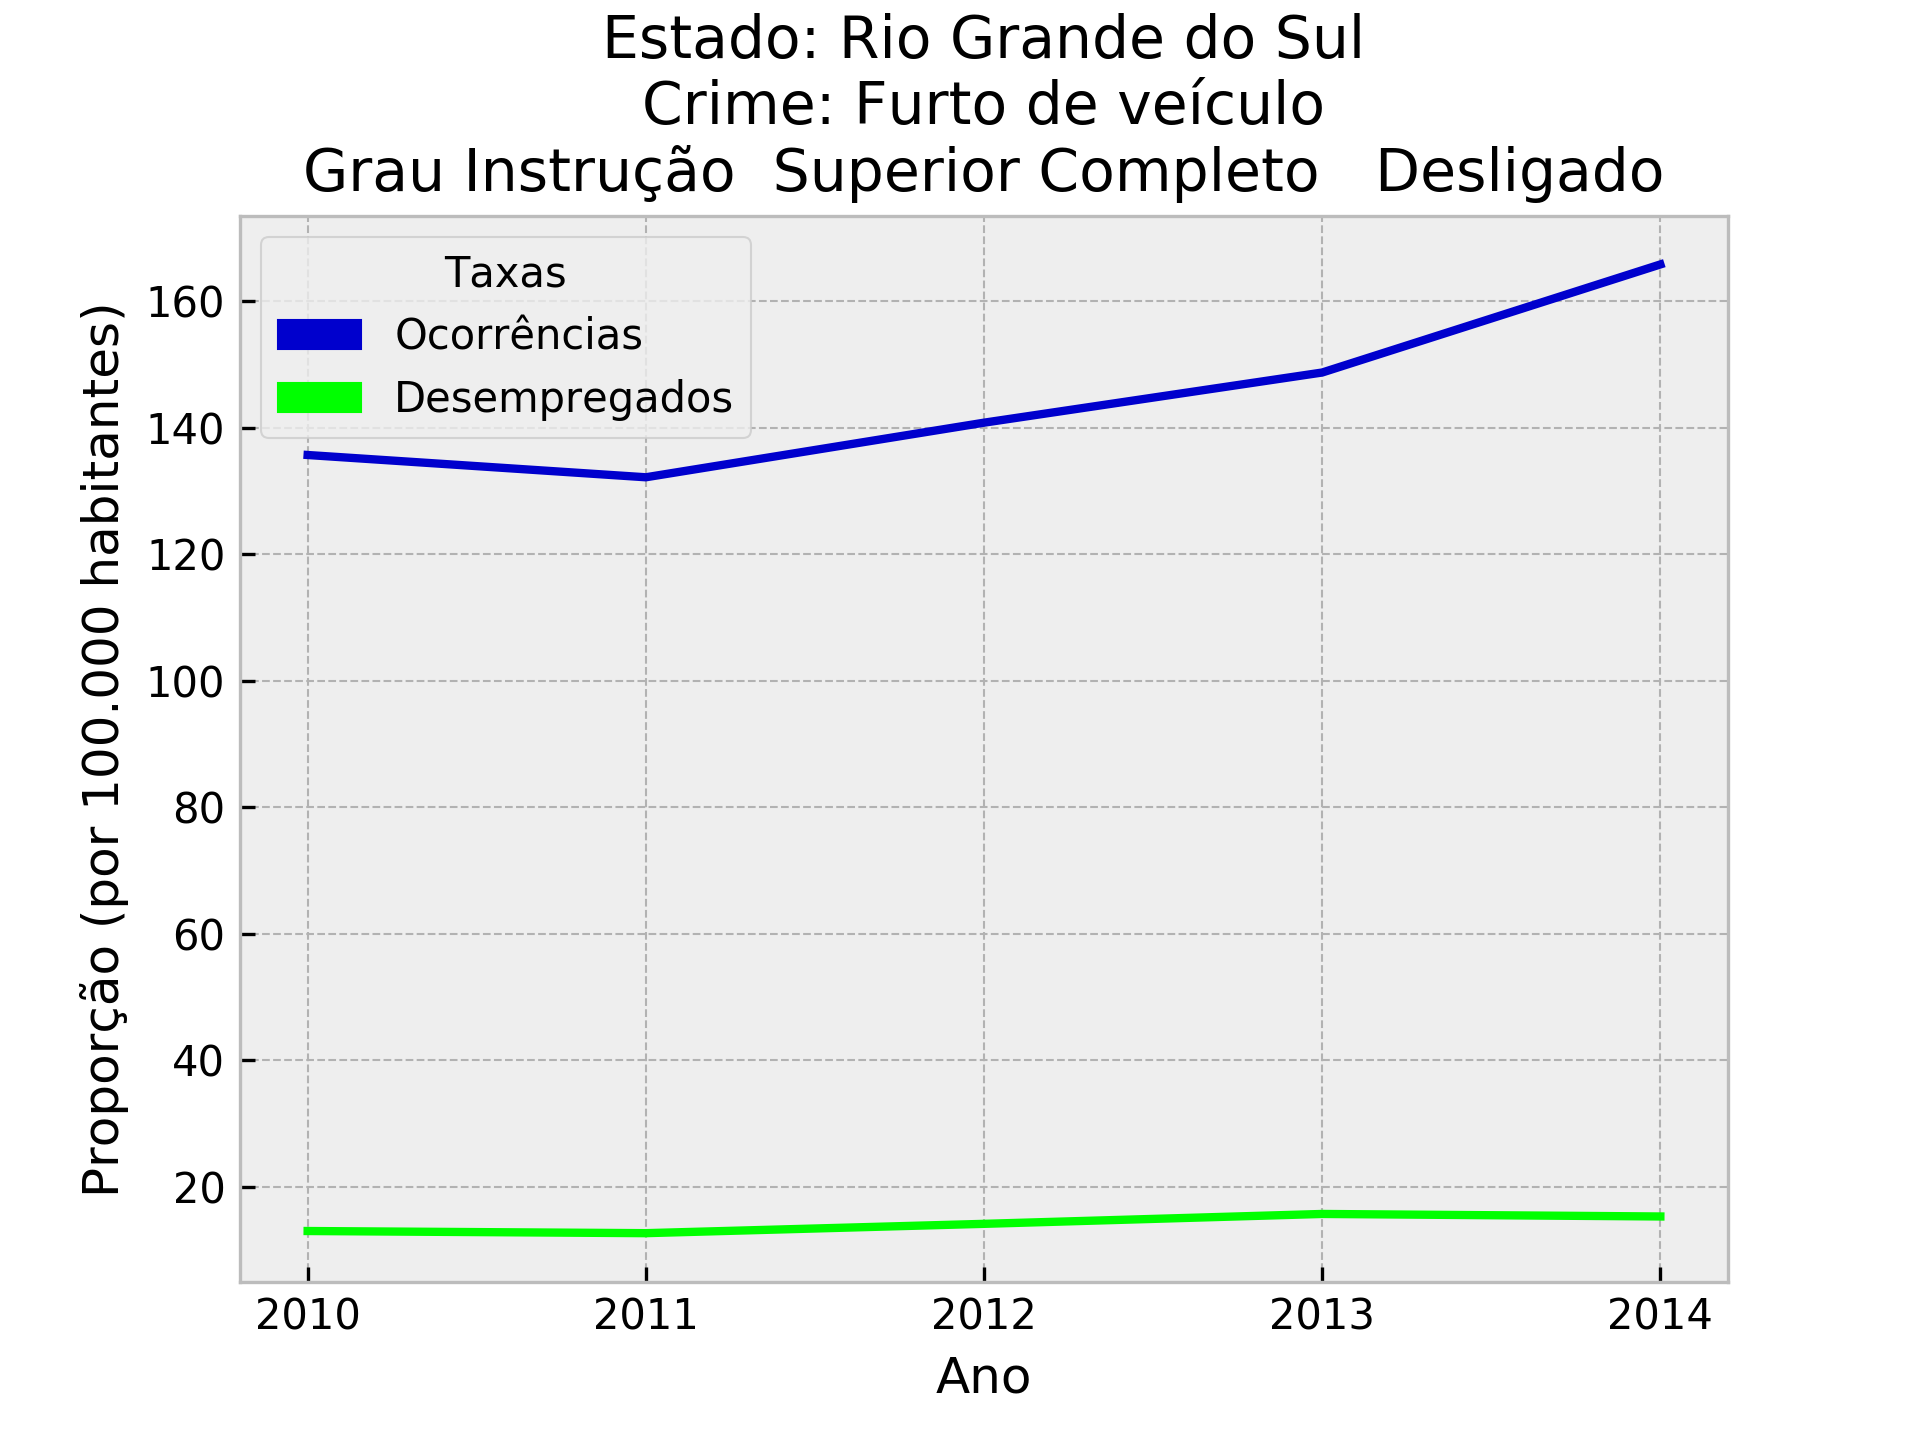 Estado: Rio Grande do Sul
Crime: Furto de veículo
Grau Instrução  Superior Completo   Desligado
Taxas
Ocorrências
Desempregados
Proporção (por 100.000 habitantes)
160
140
120
100
80
60
40
20
2010 2011 2012 2013 2014
Ano